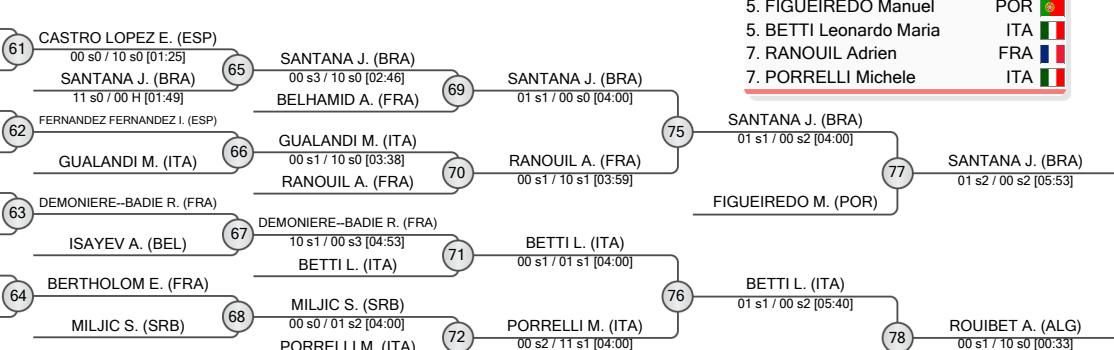 5. FIGUEIREDO Manuel POR
5. BETTI Leonardo Maria ITA
7. RANOUIL Adrien FRA
7. PORRELLI Michele ITA
61
CASTRO LOPEZ E. (ESP)
00 s0 / 10 s0 [01:25]
SANTANA J. (BRA)
11 s0 / 00 H [01:49]
62
FERNANDEZ FERNANDEZ I. (ESP)
GUALANDI M. (ITA)
63
DEMONIERE--BADIE R. (FRA)
ISAYEV A. (BEL)
64
BERTHOLOM E. (FRA)
MILJIC S. (SRB)
65
SANTANA J. (BRA)
00 s3 / 10 s0 [02:46]
BELHAMID A. (FRA)
66
GUALANDI M. (ITA)
00 s1 / 10 s0 [03:38]
RANOUIL A. (FRA)
67
DEMONIERE--BADIE R. (FRA)
10 s1 / 00 s3 [04:53]
BETTI L. (ITA)
68
MILJIC S. (SRB)
00 s0 / 01 s2 [04:00]
PORRELLI M. (ITA)
69
SANTANA J. (BRA)
01 s1 / 00 s0 [04:00]
70
RANOUIL A. (FRA)
00 s1 / 10 s1 [03:59]
71
BETTI L. (ITA)
00 s1 / 01 s1 [04:00]
72
PORRELLI M. (ITA)
00 s2 / 11 s1 [04:00]
75
SANTANA J. (BRA)
01 s1 / 00 s2 [04:00]
FIGUEIREDO M. (POR)
76
BETTI L. (ITA)
01 s1 / 00 s2 [05:40]
77
SANTANA J. (BRA)
01 s2 / 00 s2 [05:53]
78
ROUIBET A. (ALG)
00 s1 / 10 s0 [00:33]